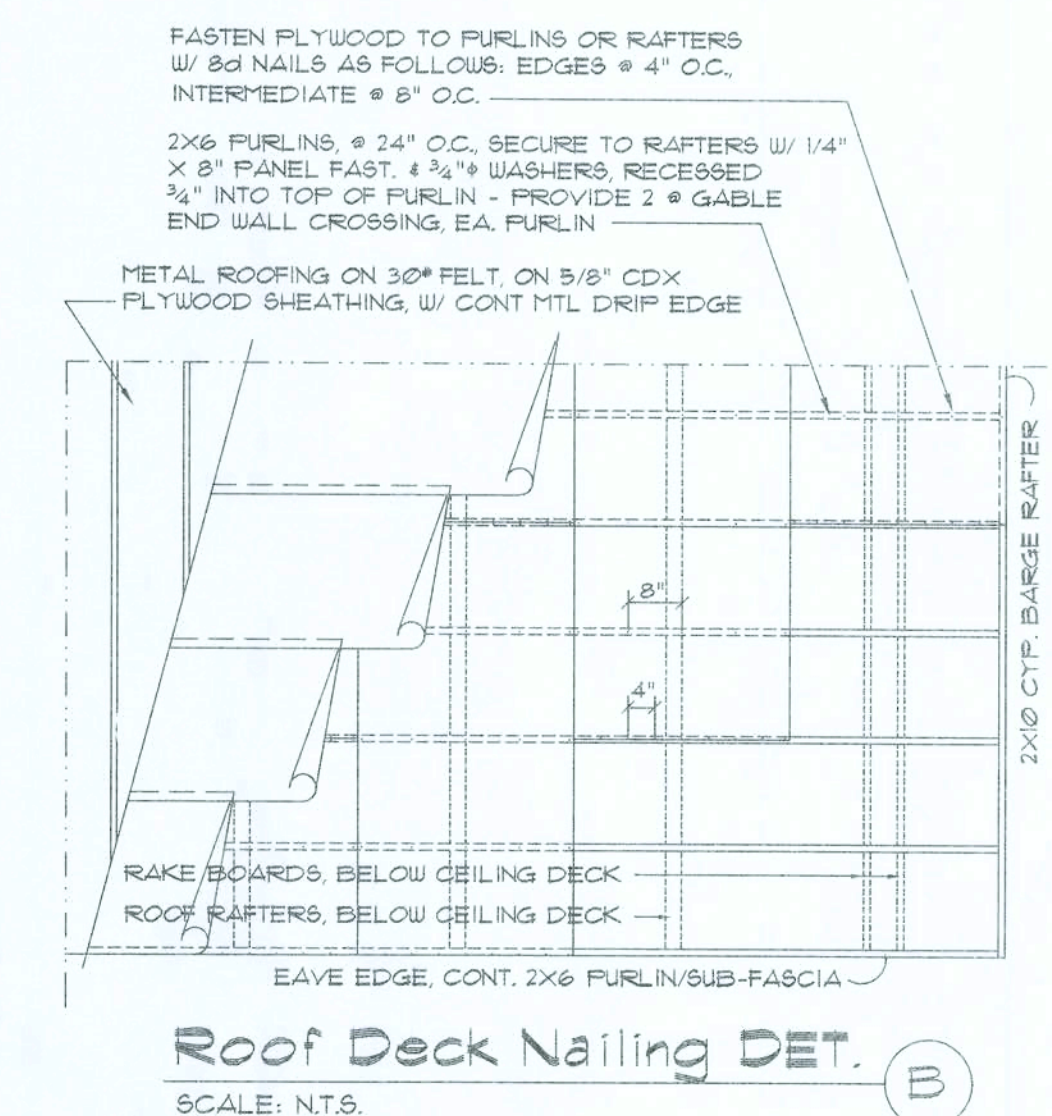 FASTEN PLYWOOD TO PURLINS OR RAFTERS
W/ 8d NAILS AS FOLLOWS: EDGES @ 4" O.C.,
INTERMEDIATE @ 8" O.C.
2X6 PURLINS, @ 24" O.C., SECURE TO RAFTERS W/ 1/4"
X 8" PANEL FAST. & 3/4"φ WASHERS, RECESSED
3/4" INTO TOP OF PURLIN - PROVIDE 2 @ GABLE
END WALL CROSSING, EA. PURLIN
METAL ROOFING ON 30# FELT, ON 5/8" CDX
PLYWOOD SHEATHING, W/ CONT MTL DRIP EDGE
2X10 CYP. BARGE RAFTER
8"
4"
RAKE BOARDS, BELOW CEILING DECK
ROOF RAFTERS, BELOW CEILING DECK
EAVE EDGE, CONT. 2X6 PURLIN/SUB-FASCIA
Roof Deck Nailing DET.
B
SCALE: N.T.S.